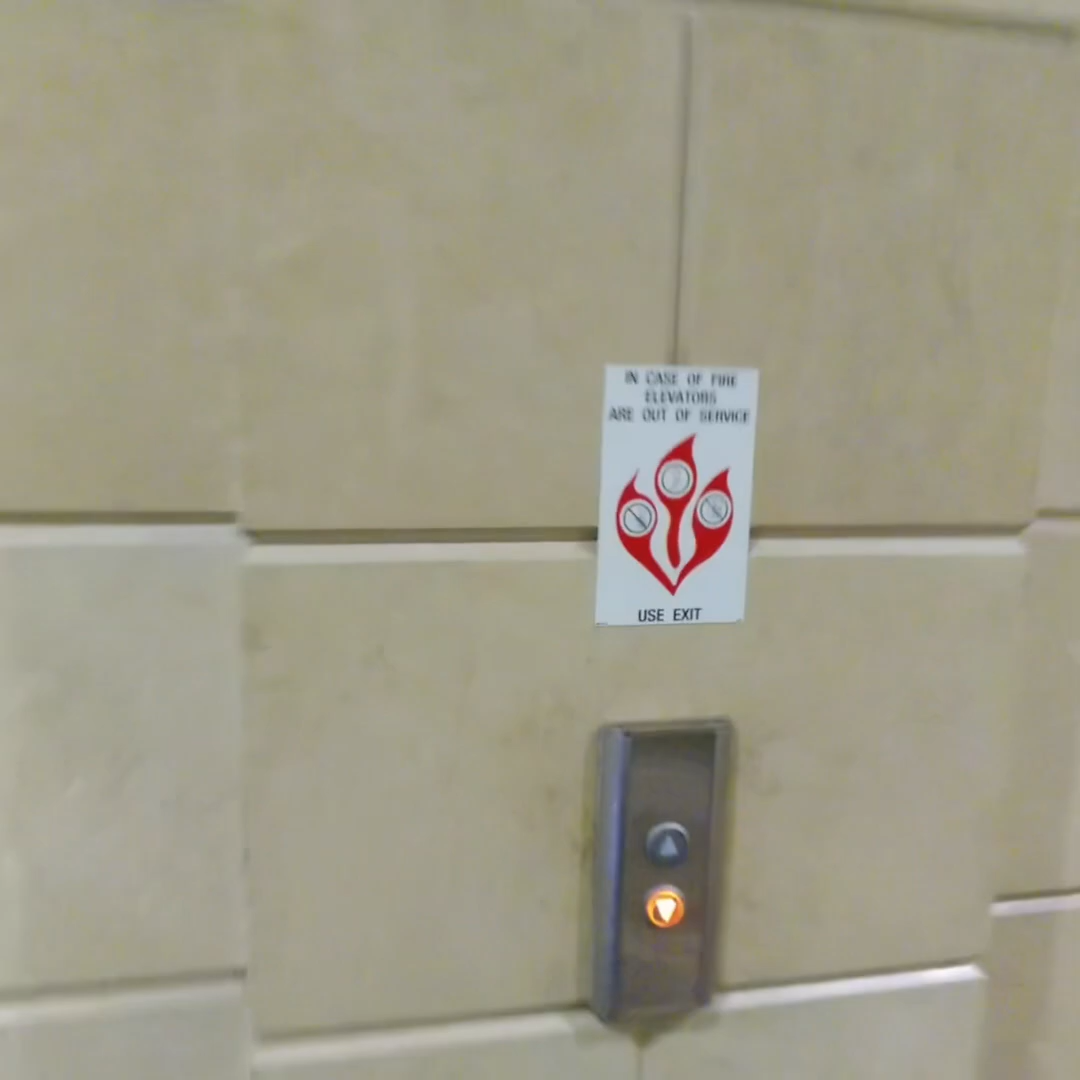 IN CASE OF FIRE
ELEVATORS
ARE OUT OF SERVICE
USE EXIT